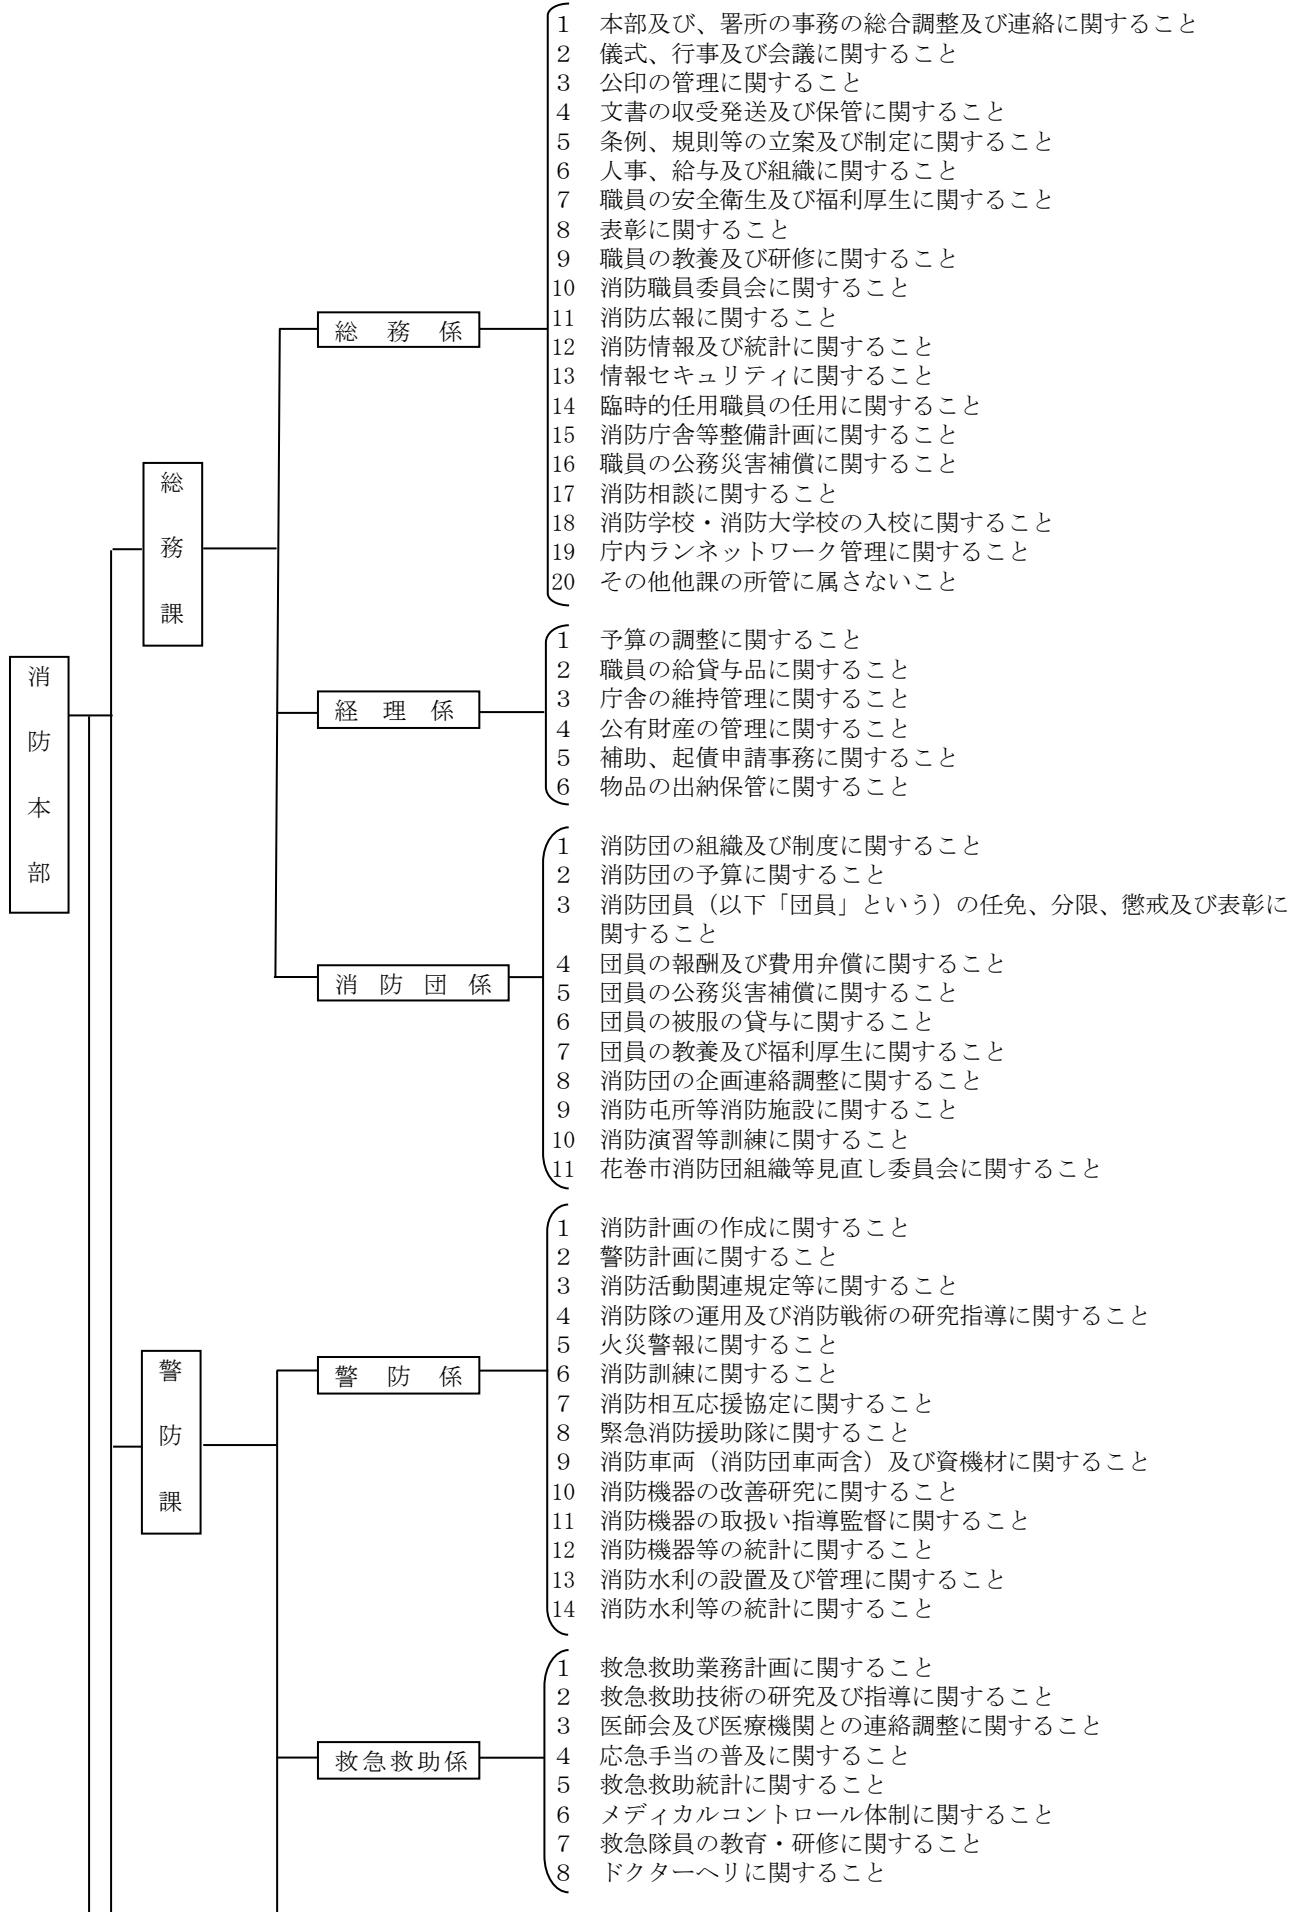 消防本部
総務課
総務係
1 本部及び、署所の事務の総合調整及び連絡に関すること
2 儀式、行事及び会議に関すること
3 公印の管理に関すること
4 文書の収受発送及び保管に関すること
5 条例、規則等の立案及び制定に関すること
6 人事、給与及び組織に関すること
7 職員の安全衛生及び福利厚生に関すること
8 表彰に関すること
9 職員の教養及び研修に関すること
10 消防職員委員会に関すること
11 消防広報に関すること
12 消防情報及び統計に関すること
13 情報セキュリティに関すること
14 臨時的任用職員の任用に関すること
15 消防庁舎等整備計画に関すること
16 職員の公務災害補償に関すること
17 消防相談に関すること
18 消防学校・消防大学校の入校に関すること
19 庁内ランネットワーク管理に関すること
20 その他他課の所管に属さないこと
経理係
1 予算の調整に関すること
2 職員の給貸与品に関すること
3 庁舎の維持管理に関すること
4 公有財産の管理に関すること
5 補助、起債申請事務に関すること
6 物品の出納保管に関すること
消防団係
1 消防団の組織及び制度に関すること
2 消防団の予算に関すること
3 消防団員（以下「団員」という）の任免、分限、懲戒及び表彰に
関すること
4 団員の報酬及び費用弁償に関すること
5 団員の公務災害補償に関すること
6 団員の被服の貸与に関すること
7 団員の教養及び福利厚生に関すること
8 消防団の企画連絡調整に関すること
9 消防屯所等消防施設に関すること
10 消防演習等訓練に関すること
11 花巻市消防団組織等見直し委員会に関すること
警防課
警防係
1 消防計画の作成に関すること
2 警防計画に関すること
3 消防活動関連規定等に関すること
4 消防隊の運用及び消防戦術の研究指導に関すること
5 火災警報に関すること
6 消防訓練に関すること
7 消防相互応援協定に関すること
8 緊急消防援助隊に関すること
9 消防車両（消防団車両含）及び資機材に関すること
10 消防機器の改善研究に関すること
11 消防機器の取扱い指導監督に関すること
12 消防機器等の統計に関すること
13 消防水利の設置及び管理に関すること
14 消防水利等の統計に関すること
救急救助係
1 救急救助業務計画に関すること
2 救急救助技術の研究及び指導に関すること
3 医師会及び医療機関との連絡調整に関すること
4 応急手当の普及に関すること
5 救急救助統計に関すること
6 メディカルコントロール体制に関すること
7 救急隊員の教育・研修に関すること
8 ドクターヘリに関すること